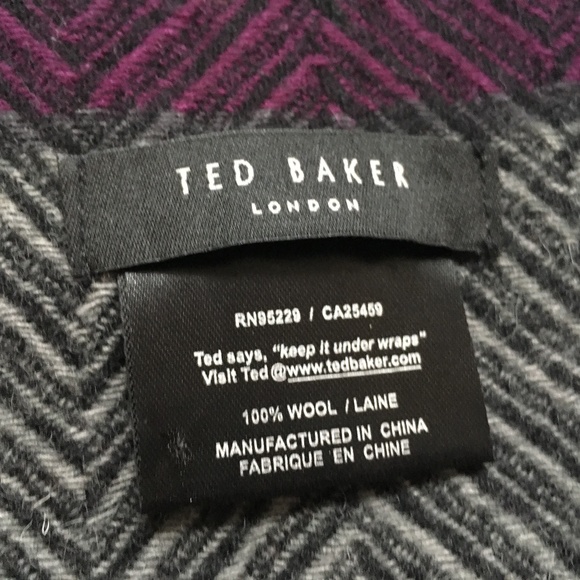 TED BAKER
LONDON
RN95229 / CA25459
Ted says, "keep it under wraps"
Visit Ted@www.tedbaker.com
100% WOOL / LAINE
MANUFACTURED IN CHINA
FABRIQUE EN CHINE